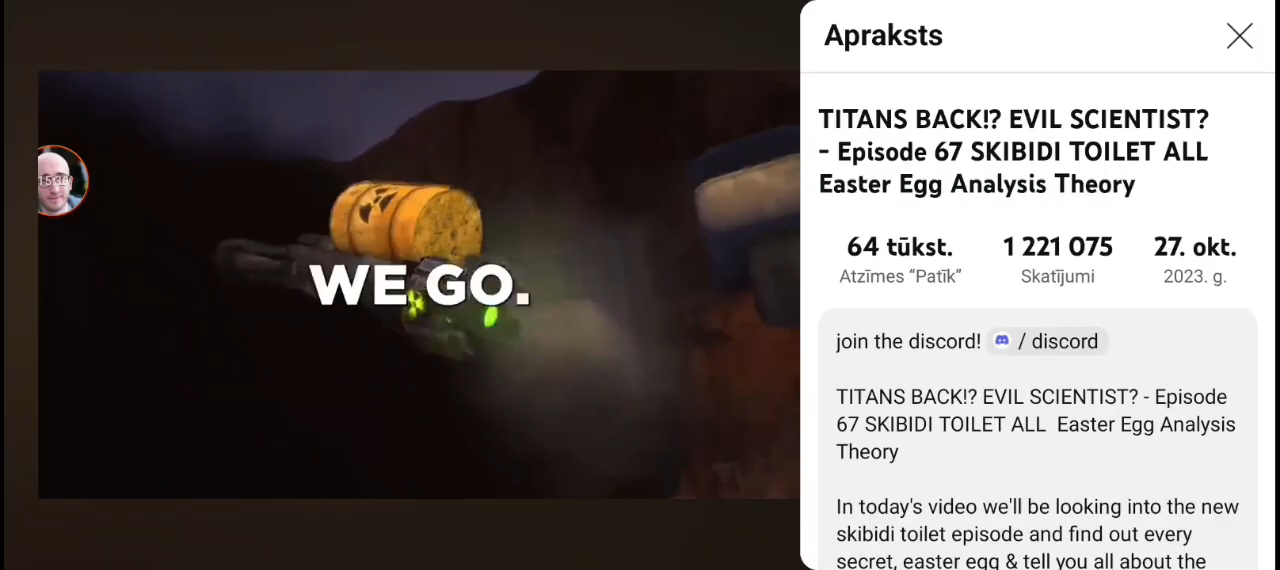 WE GO.
Apraksts
TITANS BACK!? EVIL SCIENTIST?
- Episode 67 SKIBIDI TOILET ALL
Easter Egg Analysis Theory
64 tūkst.
Atzīmes “Patīk”
1 221 075
Skatījumi
27. okt.
2023. g.
join the discord! / discord
TITANS BACK!? EVIL SCIENTIST? - Episode
67 SKIBIDI TOILET ALL Easter Egg Analysis
Theory
In today's video we'll be looking into the new
skibidi toilet episode and find out every
secret, easter egg & tell you all about the